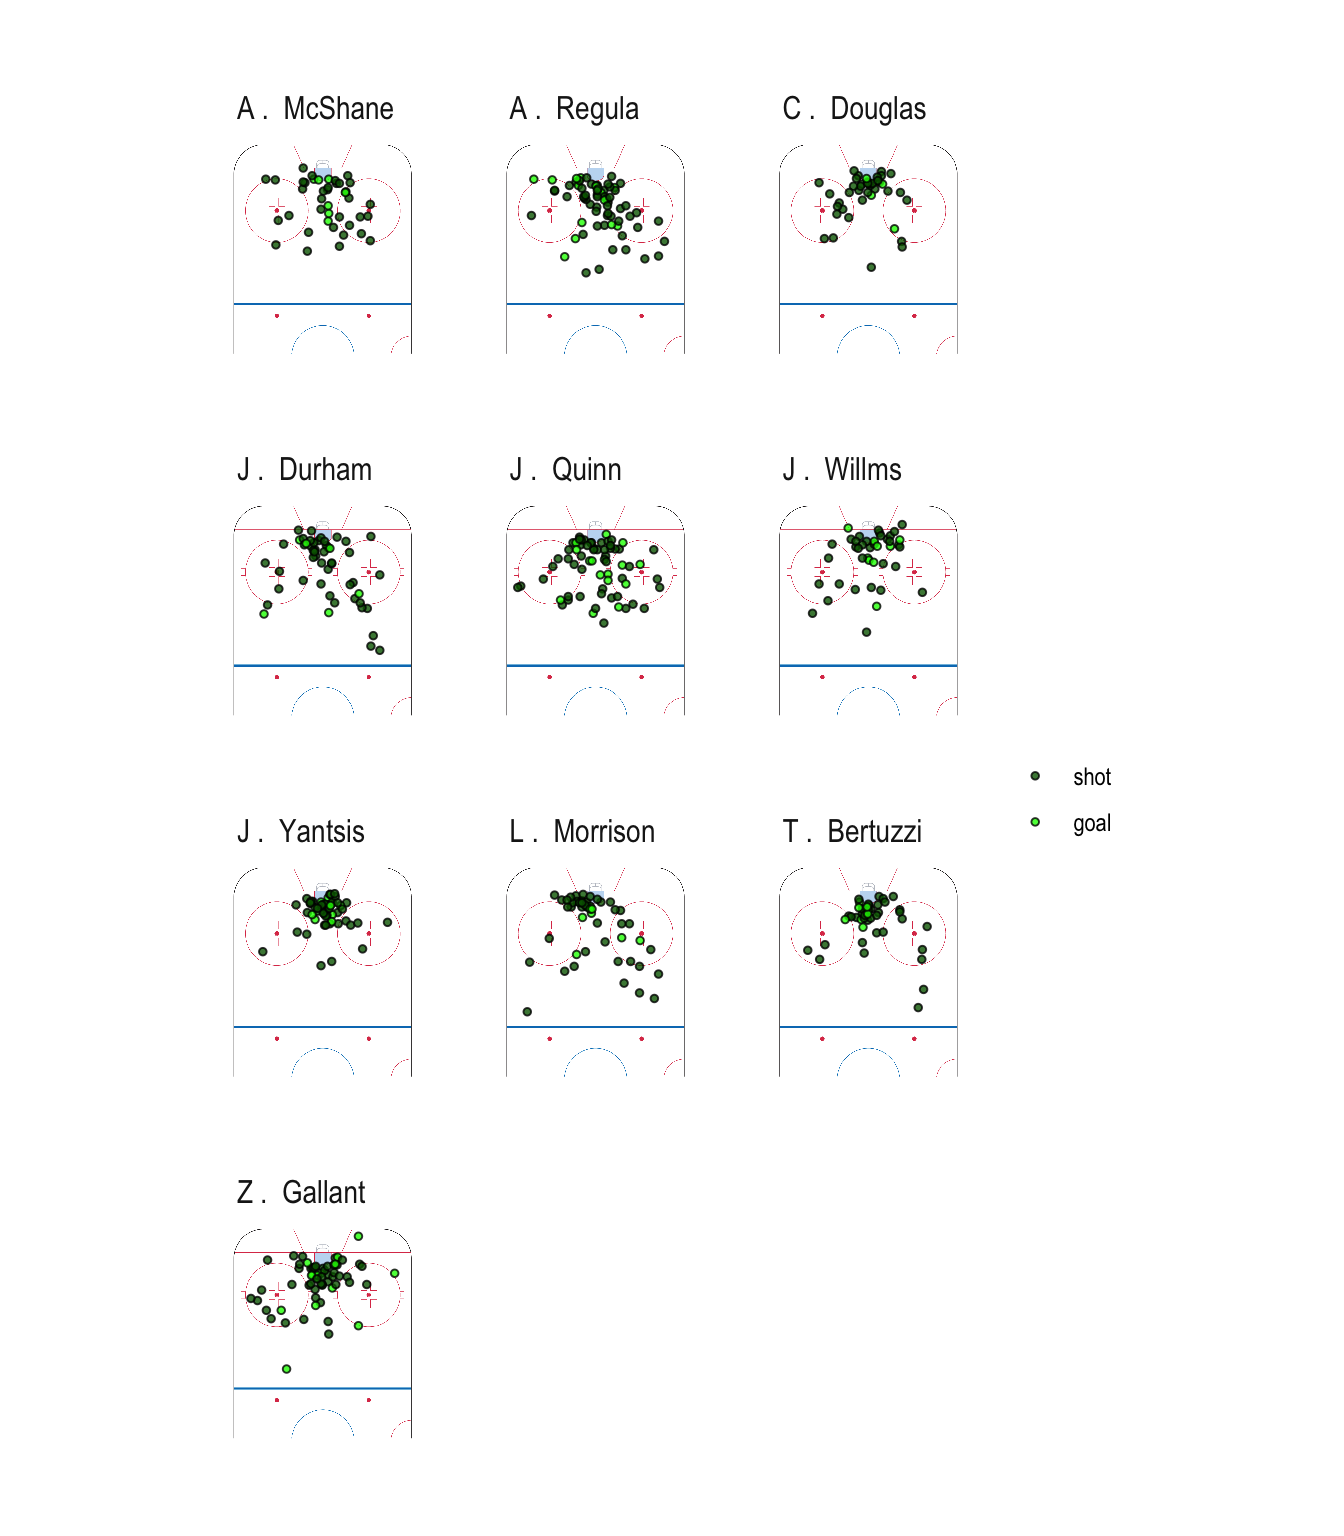 A . McShane
A . Regula
C . Douglas
J . Durham
J . Quinn
J . Willms
shot
goal
J . Yantsis
L . Morrison
T . Bertuzzi
Z . Gallant